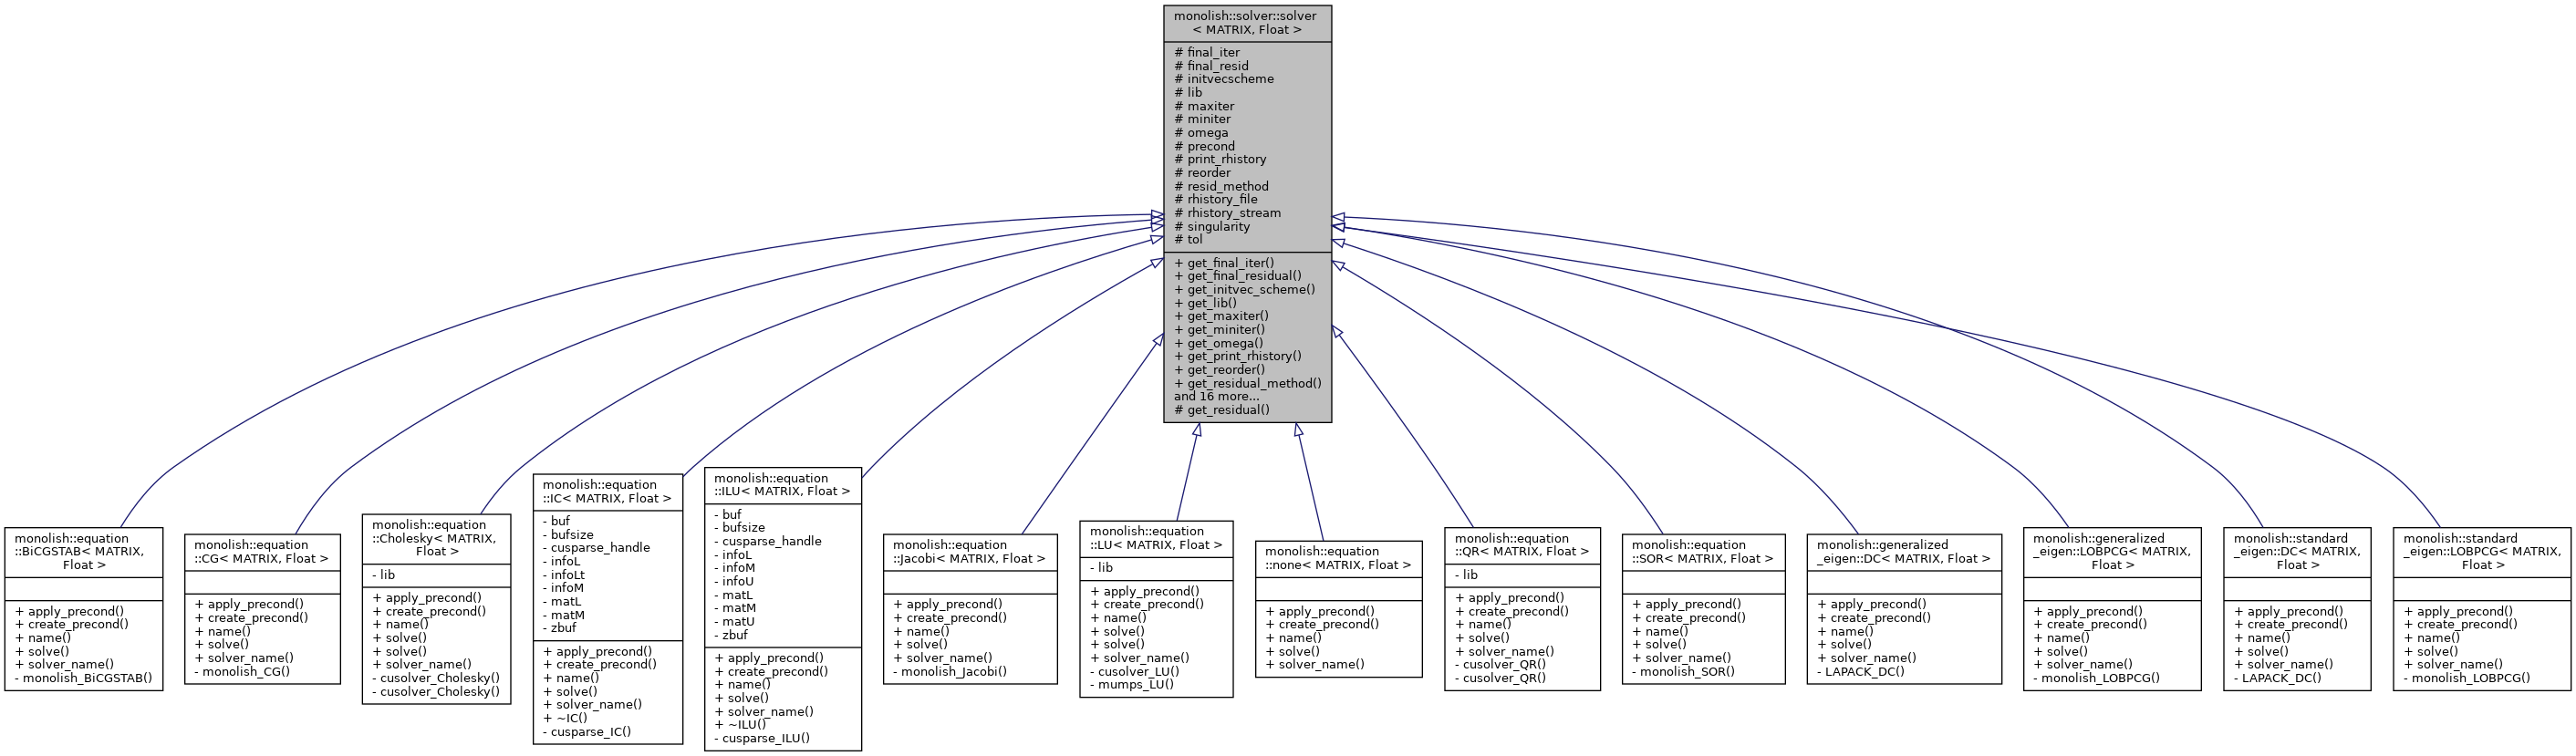 monolish::solver::solver
< MATRIX, Float >
# final_iter
# final_resid
# initvecscheme
# lib
# maxiter
# miniter
# omega
# precond
# print_rhistory
# reorder
# resid_method
# rhistory_file
# rhistory_stream
# singularity
# tol
+ get_final_iter()
+ get_final_residual()
+ get_initvec_scheme()
+ get_lib()
+ get_maxiter()
+ get_miniter()
+ get_omega()
+ get_print_rhistory()
+ get_reorder()
+ get_residual_method()
and 16 more...
# get_residual()
monolish::equation
::BiCGSTAB< MATRIX,
Float >
+ apply_precond()
+ create_precond()
+ name()
+ solve()
+ solver_name()
- monolish_BiCGSTAB()
monolish::equation
::CG< MATRIX, Float >
+ apply_precond()
+ create_precond()
+ name()
+ solve()
+ solver_name()
- monolish_CG()
monolish::equation
::Cholesky< MATRIX,
Float >
- lib
+ apply_precond()
+ create_precond()
+ name()
+ solve()
+ solve()
+ solver_name()
- cusolver_Cholesky()
- cusolver_Cholesky()
monolish::equation
::IC< MATRIX, Float >
- buf
- bufsize
- cusparse_handle
- infoL
- infoLt
- infoM
- matL
- matM
- zbuf
+ apply_precond()
+ create_precond()
+ name()
+ solve()
+ solver_name()
+ ~IC()
- cusparse_IC()
monolish::equation
::ILU< MATRIX, Float >
- buf
- bufsize
- cusparse_handle
- infoL
- infoM
- infoU
- matL
- matM
- matU
- zbuf
+ apply_precond()
+ create_precond()
+ name()
+ solve()
+ solver_name()
+ ~ILU()
- cusparse_ILU()
monolish::equation
::Jacobi< MATRIX, Float >
+ apply_precond()
+ create_precond()
+ name()
+ solve()
+ solver_name()
- monolish_Jacobi()
monolish::equation
::LU< MATRIX, Float >
- lib
+ apply_precond()
+ create_precond()
+ name()
+ solve()
+ solve()
+ solver_name()
- cusolver_LU()
- mumps_LU()
monolish::equation
::none< MATRIX, Float >
+ apply_precond()
+ create_precond()
+ name()
+ solve()
+ solver_name()
monolish::equation
::QR< MATRIX, Float >
- lib
+ apply_precond()
+ create_precond()
+ name()
+ solve()
+ solver_name()
- cusolver_QR()
- cusolver_QR()
monolish::equation
::SOR< MATRIX, Float >
+ apply_precond()
+ create_precond()
+ name()
+ solve()
+ solver_name()
- monolish_SOR()
monolish::generalized
_eigen::DC< MATRIX, Float >
+ apply_precond()
+ create_precond()
+ name()
+ solve()
+ solver_name()
- LAPACK_DC()
monolish::generalized
_eigen::LOBPCG< MATRIX,
Float >
+ apply_precond()
+ create_precond()
+ name()
+ solve()
+ solver_name()
- monolish_LOBPCG()
monolish::standard
_eigen::DC< MATRIX,
Float >
+ apply_precond()
+ create_precond()
+ name()
+ solve()
+ solver_name()
- LAPACK_DC()
monolish::standard
_eigen::LOBPCG< MATRIX,
Float >
+ apply_precond()
+ create_precond()
+ name()
+ solve()
+ solver_name()
- monolish_LOBPCG()